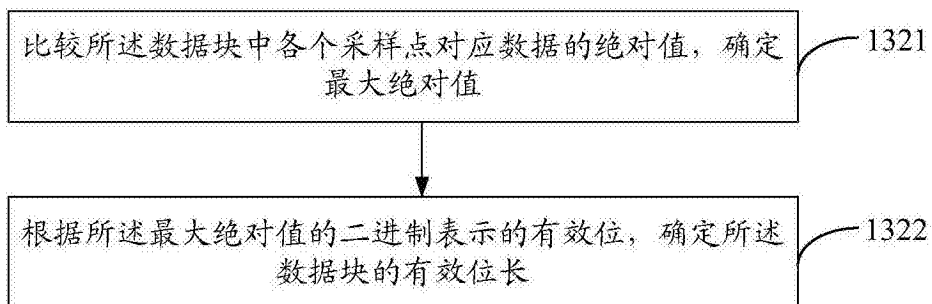 比较所述数据块中各个采样点对应数据的绝对值，确定
最大绝对值
1321
根据所述最大绝对值的二进制表示的有效位，确定所述
数据块的有效位长
1322